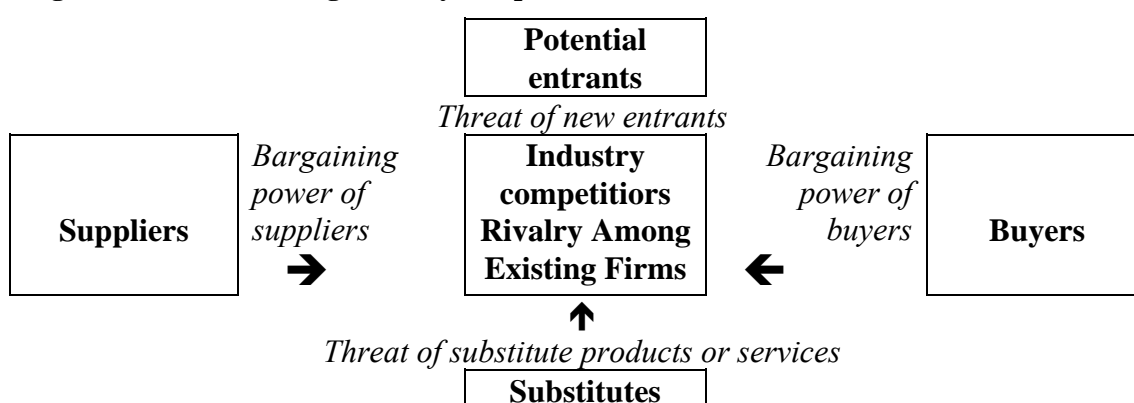 Potential
entrants
Threat of new entrants
Suppliers
Bargaining
power of
suppliers
Industry
competitiors
Rivalry Among
Existing Firms
Bargaining
power of
buyers
Buyers
Threat of substitute products or services
Substitutes